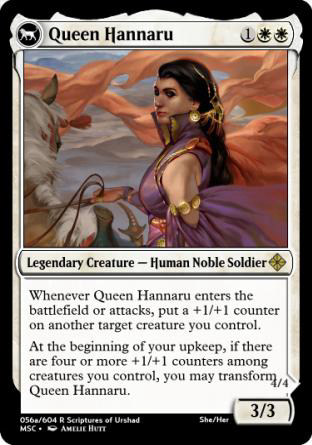 Queen Hannaru 1
Legendary Creature — Human Noble Soldier
Whenever Queen Hannaru enters the
battlefield or attacks, put a +1/+1 counter
on another target creature you control.
At the beginning of your upkeep, if there
are four or more +1/+1 counters among
creatures you control, you may transform
Queen Hannaru.
4/4
3/3
056a/604 R Scriptures of Urshad She/Her
MSC • Amelie Hutt